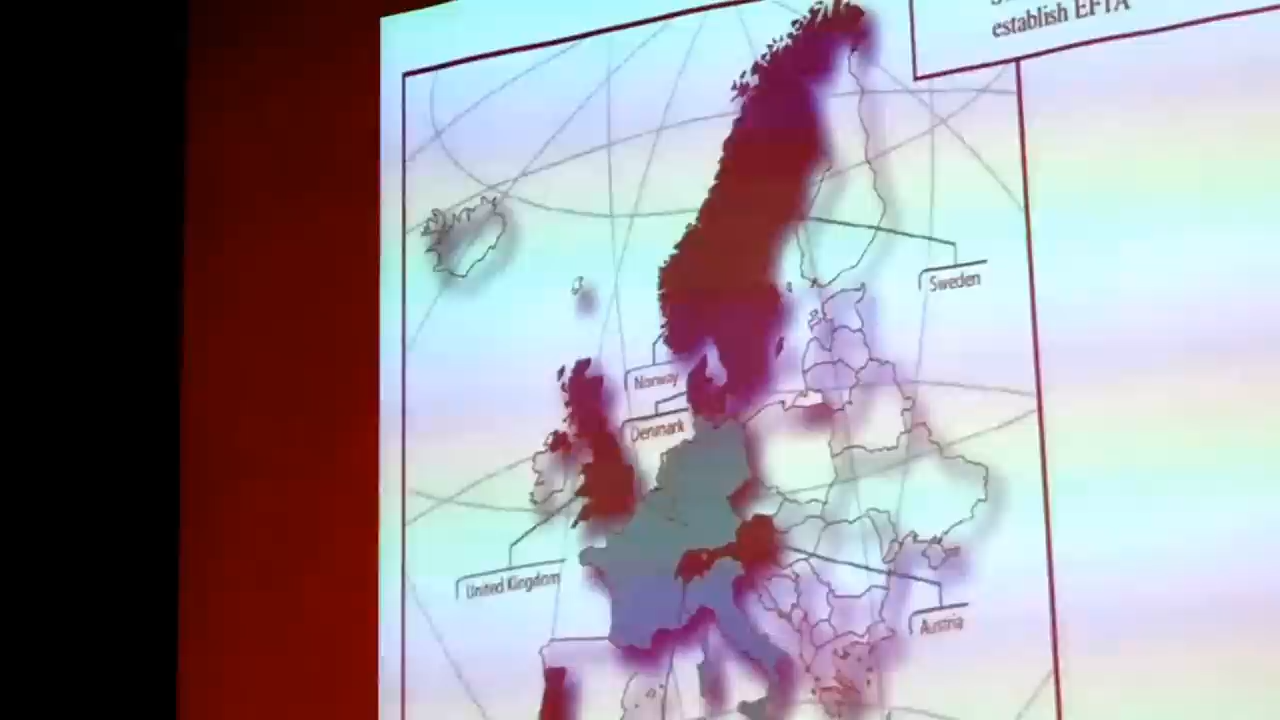 establish EFTA
Sweden
Norway
Denmark
United Kingdom
Austria